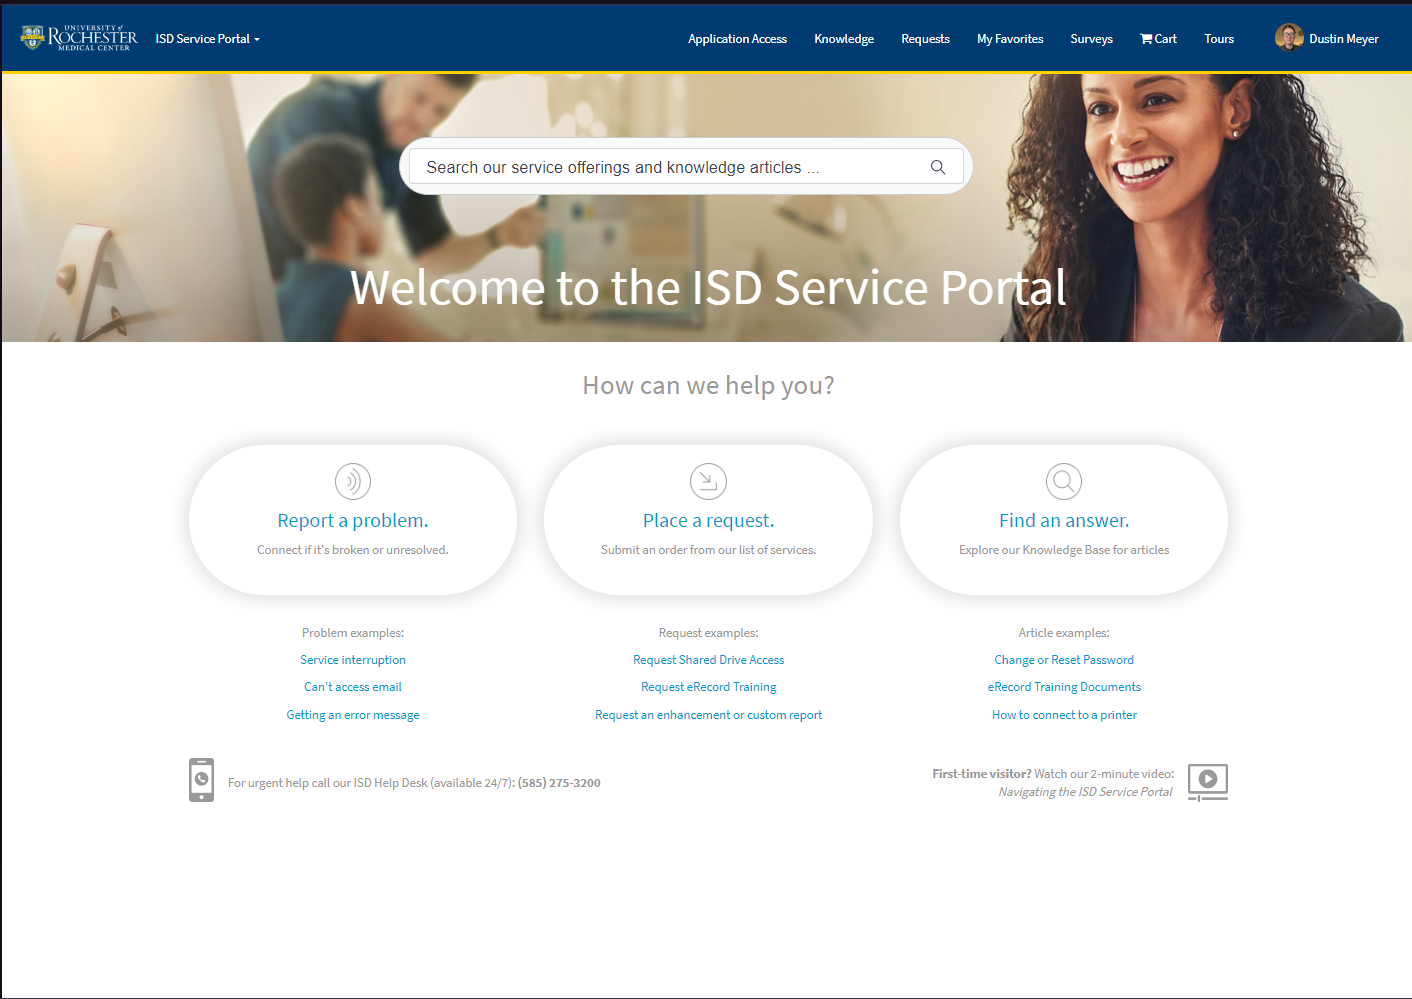 UNIVERSITY of
ROCHESTER
MEDICAL CENTER
ISD Service Portal
Application Access
Knowledge
Requests
My Favorites
Surveys
Cart
Tours
Dustin Meyer
Search our service offerings and knowledge articles ...
Welcome to the ISD Service Portal
How can we help you?
Report a problem.
Connect if it's broken or unresolved.
Place a request.
Submit an order from our list of services.
Find an answer.
Explore our Knowledge Base for articles
Problem examples:
Service interruption
Can't access email
Getting an error message
Request examples:
Request Shared Drive Access
Request eRecord Training
Request an enhancement or custom report
Article examples:
Change or Reset Password
eRecord Training Documents
How to connect to a printer
For urgent help call our ISD Help Desk (available 24/7): (585) 275-3200
First-time visitor? Watch our 2-minute video:
Navigating the ISD Service Portal